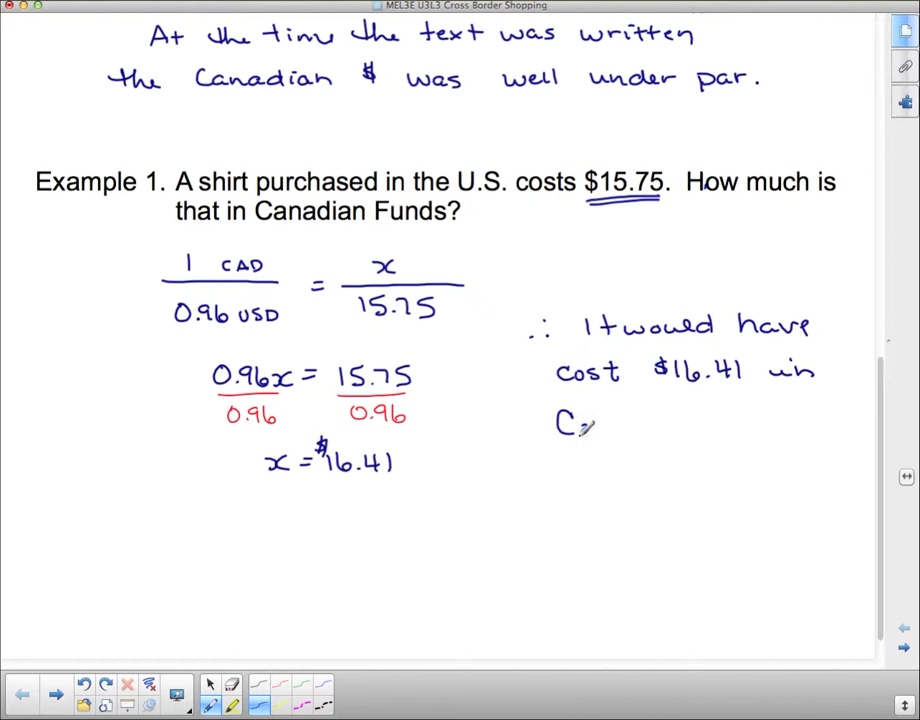 MEL3E U3L3 Cross Border Shopping
At the time the text was written
the Canadian $ was well under par.
Example 1. A shirt purchased in the U.S. costs $15.75. How much is
that in Canadian Funds?
1 CAD / 0.96 USD = x / 15.75
0.96x = 15.75
0.96 0.96
x = $16.41
∴ It would have
cost $16.41 in
Ca